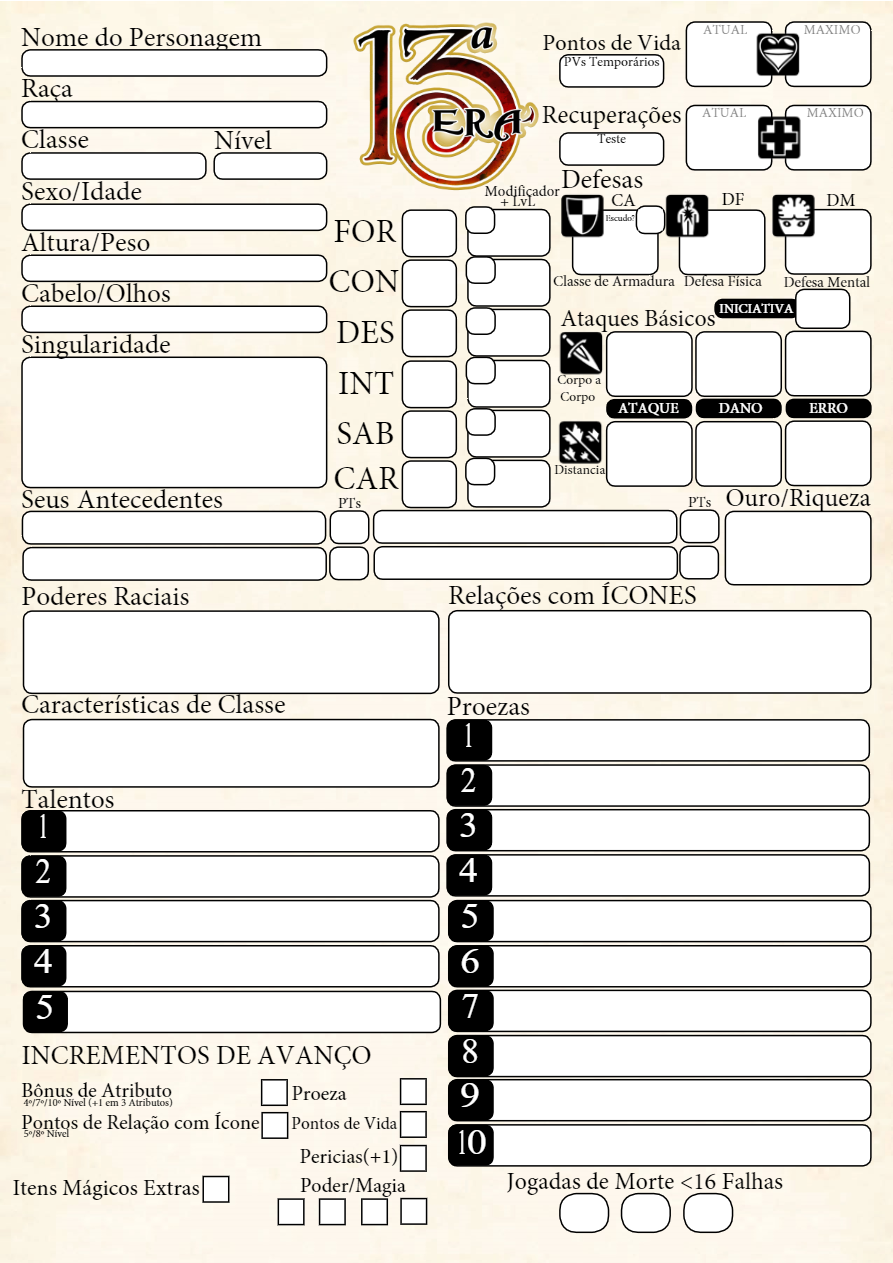 Nome do Personagem
Raça
Classe
Nível
Sexo/Idade
Altura/Peso
Cabelo/Olhos
Singularidade
13ª
ERA
Pontos de Vida
PVs Temporários
ATUAL
MAXIMO
Recuperações
Teste
ATUAL
MAXIMO
Modificador
+ LvL
FOR
CON
DES
INT
SAB
CAR
Defesas
CA
Escudo?
DF
DM
Classe de Armadura
Defesa Física
Defesa Mental
INICIATIVA
Ataques Básicos
Corpo a
Corpo
ATAQUE
DANO
ERRO
Distancia
Seus Antecedentes
PTs
PTs
Ouro/Riqueza
Poderes Raciais
Relações com ÍCONES
Características de Classe
Talentos
1
2
3
4
5
Proezas
1
2
3
4
5
6
7
8
9
10
INCREMENTOS DE AVANÇO
Bônus de Atributo
4º/7º/10º Nível (+1 em 3 Atributos)
Proeza
Pontos de Relação com Ícone
5º/8º Nível
Pontos de Vida
Pericias(+1)
Itens Mágicos Extras
Poder/Magia
Jogadas de Morte <16 Falhas